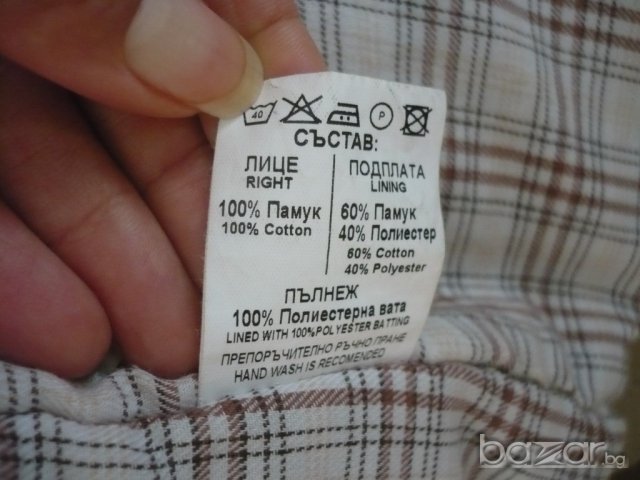 40 P
СЪСТАВ:
ЛИЦЕ
RIGHT
100% Памук
100% Cotton
ПОДПЛАТА
LINING
60% Памук
40% Полиестер
60% Cotton
40% Polyester
ПЪЛНЕЖ
100% Полиестерна вата
LINED WITH 100%POLYESTER BATTING
ПРЕПОРЪЧИТЕЛНО РЪЧНО ПРАНЕ
HAND WASH IS RECOMENDED
bazar.bg